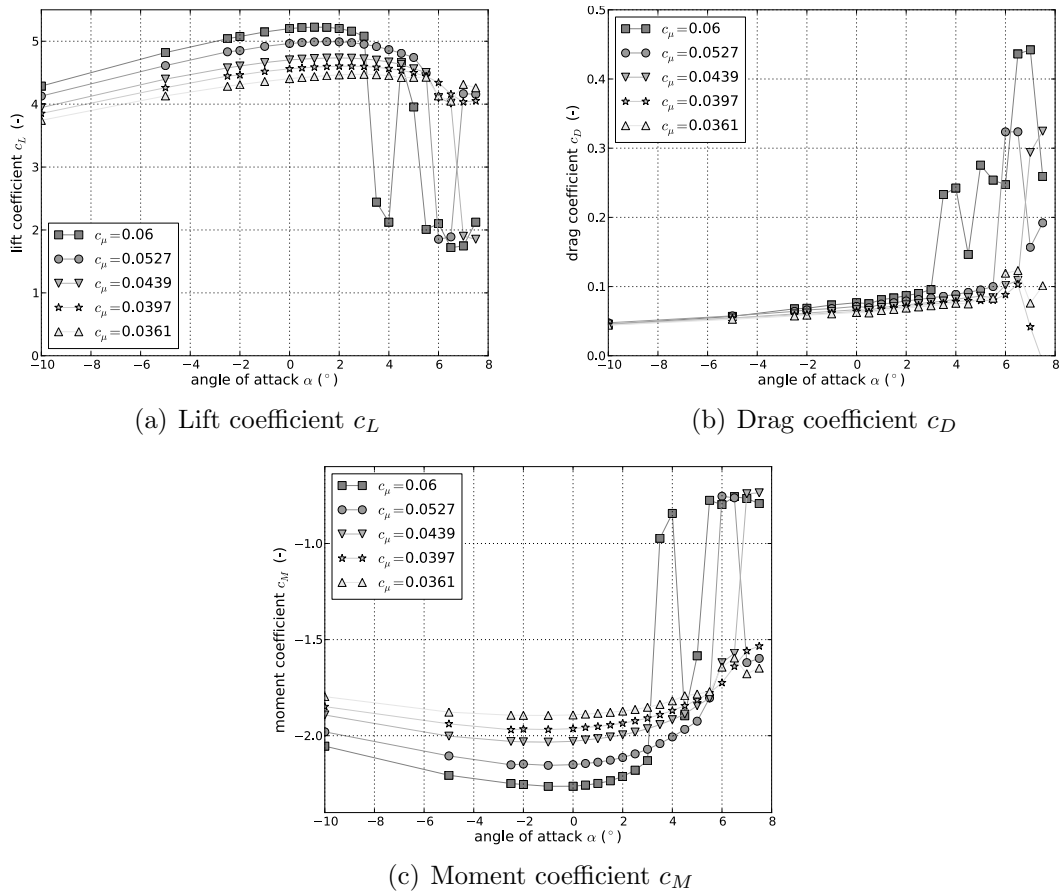 5
4
3
2
1
0
lift coefficient c_L (-)
c_μ=0.06
c_μ=0.0527
c_μ=0.0439
c_μ=0.0397
c_μ=0.0361
−10 −8 −6 −4 −2 0 2 4 6 8
angle of attack α (°)
(a) Lift coefficient c_L
0.5
0.4
0.3
0.2
0.1
0.0
drag coefficient c_D
c_μ=0.06
c_μ=0.0527
c_μ=0.0439
c_μ=0.0397
c_μ=0.0361
−10 −8 −6 −4 −2 0 2 4 6 8
angle of attack α (°)
(b) Drag coefficient c_D
−1.0
−1.5
−2.0
moment coefficient c_M (-)
c_μ=0.06
c_μ=0.0527
c_μ=0.0439
c_μ=0.0397
c_μ=0.0361
−10 −8 −6 −4 −2 0 2 4 6 8
angle of attack α (°)
(c) Moment coefficient c_M